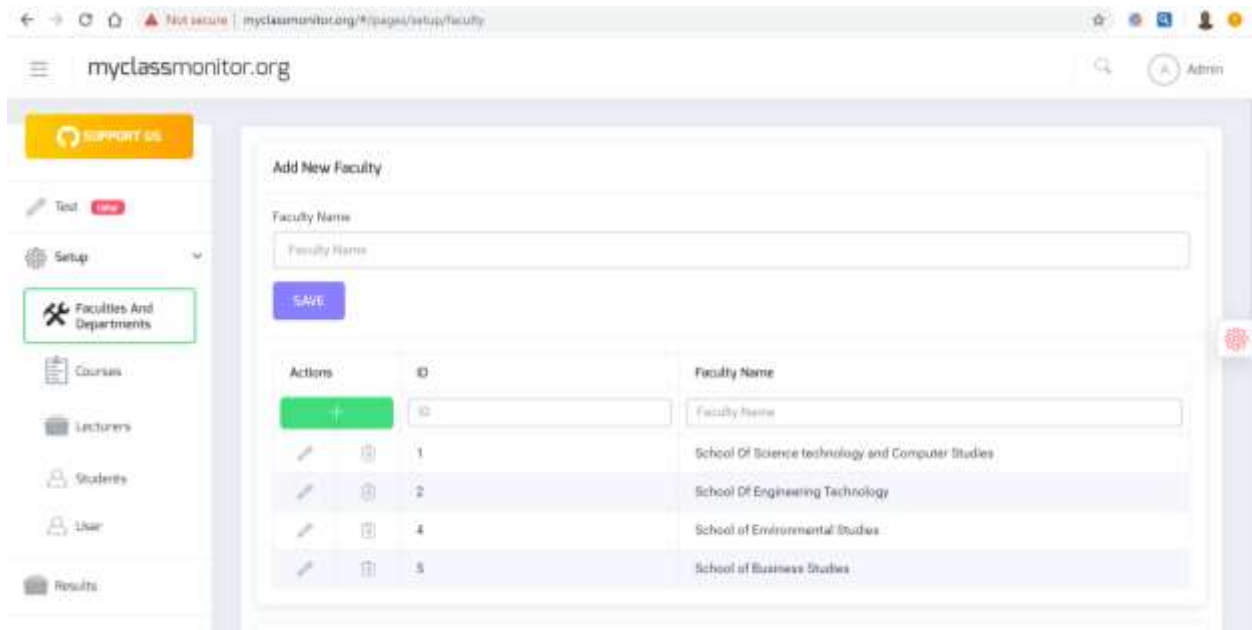 Not secure | myclassmonitor.org/#/pages/setup/faculty
myclassmonitor.org
A Admin
SUPPORT US
Test New
Setup
Faculties And
Departments
Courses
Lecturers
Students
User
Results
Add New Faculty
Faculty Name
Faculty Name
SAVE
Actions ID Faculty Name
+ ID Faculty Name
1 School Of Science technology and Computer Studies
2 School Of Engineering Technology
4 School of Environmental Studies
5 School of Business Studies